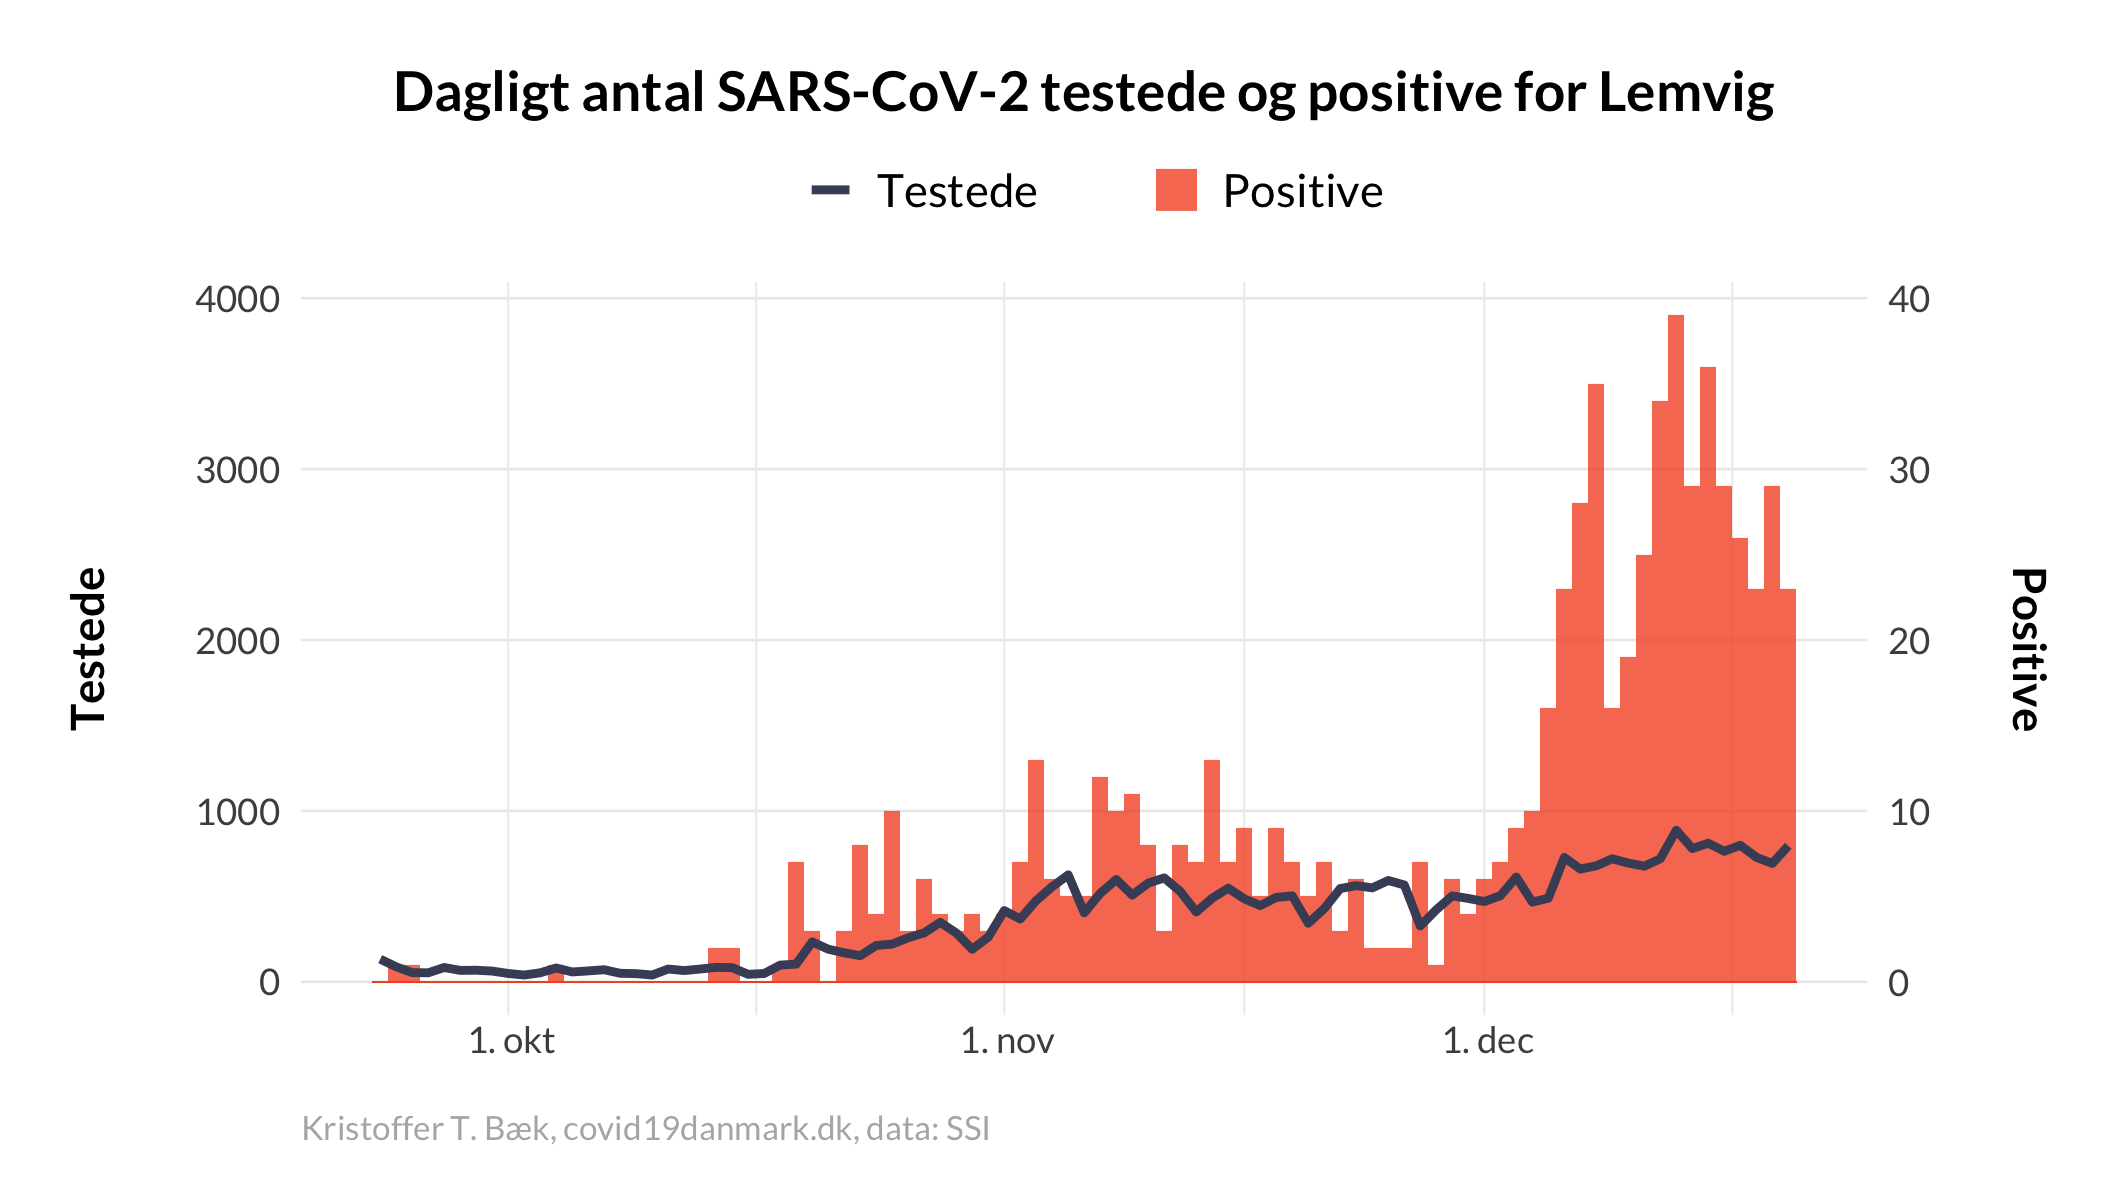 Dagligt antal SARS-CoV-2 testede og positive for Lemvig
Testede
Positive
4000
3000
2000
1000
0
Testede
40
30
20
10
0
Positive
1. okt
1. nov
1. dec
Kristoffer T. Bæk, covid19danmark.dk, data: SSI